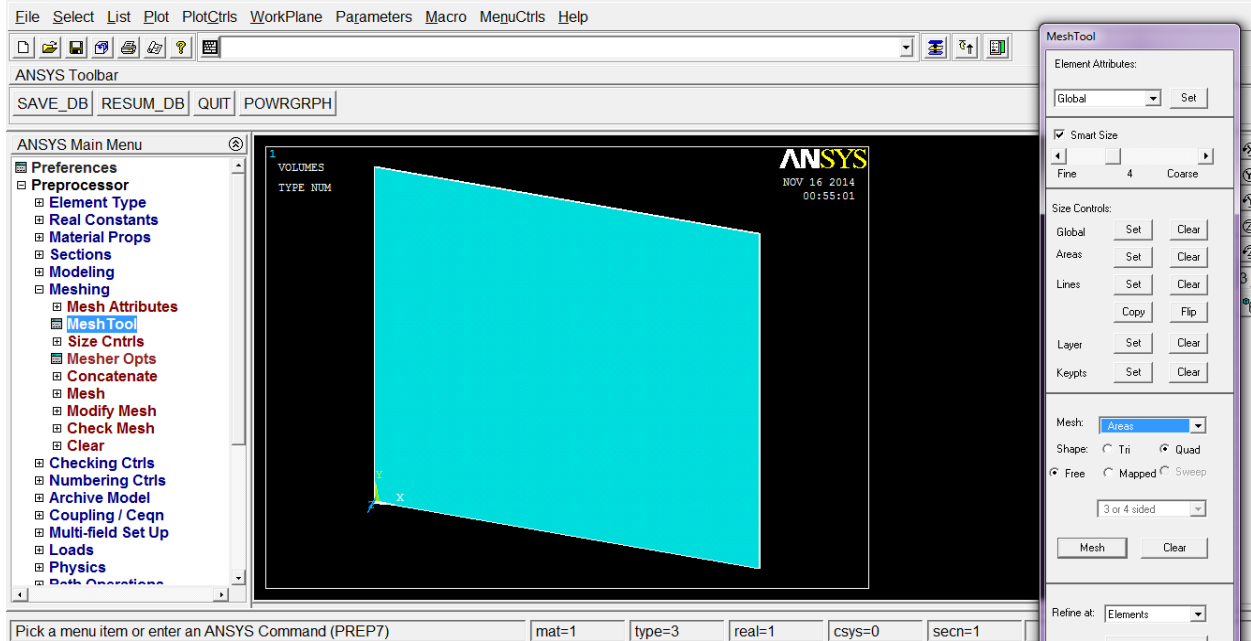 File Select List Plot PlotCtrls WorkPlane Parameters Macro MenuCtrls Help
ANSYS Toolbar
SAVE_DB RESUM_DB QUIT POWRGRPH
ANSYS Main Menu
Preferences
Preprocessor
Element Type
Real Constants
Material Props
Sections
Modeling
Meshing
Mesh Attributes
MeshTool
Size Cntrls
Mesher Opts
Concatenate
Mesh
Modify Mesh
Check Mesh
Clear
Checking Ctrls
Numbering Ctrls
Archive Model
Coupling / Ceqn
Multi-field Set Up
Loads
Physics
Path Operations
1
VOLUMES
TYPE NUM
ANSYS
NOV 16 2014
00:55:01
Y
X
Z
MeshTool
Element Attributes:
Global Set
Smart Size
Fine 4 Coarse
Size Controls:
Global Set Clear
Areas Set Clear
Lines Set Clear
Copy Flip
Layer Set Clear
Keypts Set Clear
Mesh: Areas
Shape: Tri Quad
Free Mapped Sweep
3 or 4 sided
Mesh Clear
Refine at: Elements
Pick a menu item or enter an ANSYS Command (PREP7) mat=1 type=3 real=1 csys=0 secn=1